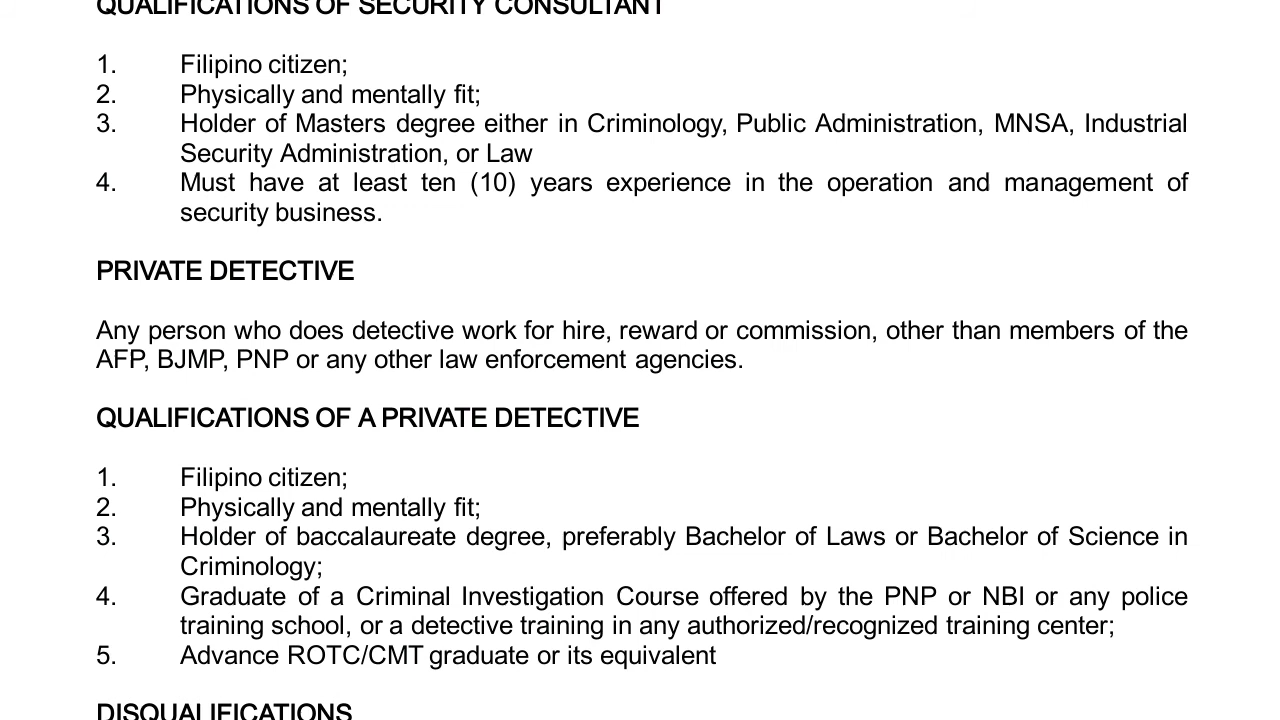 QUALIFICATIONS OF SECURITY CONSULTANT
1. Filipino citizen;
2. Physically and mentally fit;
3. Holder of Masters degree either in Criminology, Public Administration, MNSA, Industrial
Security Administration, or Law
4. Must have at least ten (10) years experience in the operation and management of
security business.
PRIVATE DETECTIVE
Any person who does detective work for hire, reward or commission, other than members of the
AFP, BJMP, PNP or any other law enforcement agencies.
QUALIFICATIONS OF A PRIVATE DETECTIVE
1. Filipino citizen;
2. Physically and mentally fit;
3. Holder of baccalaureate degree, preferably Bachelor of Laws or Bachelor of Science in
Criminology;
4. Graduate of a Criminal Investigation Course offered by the PNP or NBI or any police
training school, or a detective training in any authorized/recognized training center;
5. Advance ROTC/CMT graduate or its equivalent
DISQUALIFICATIONS